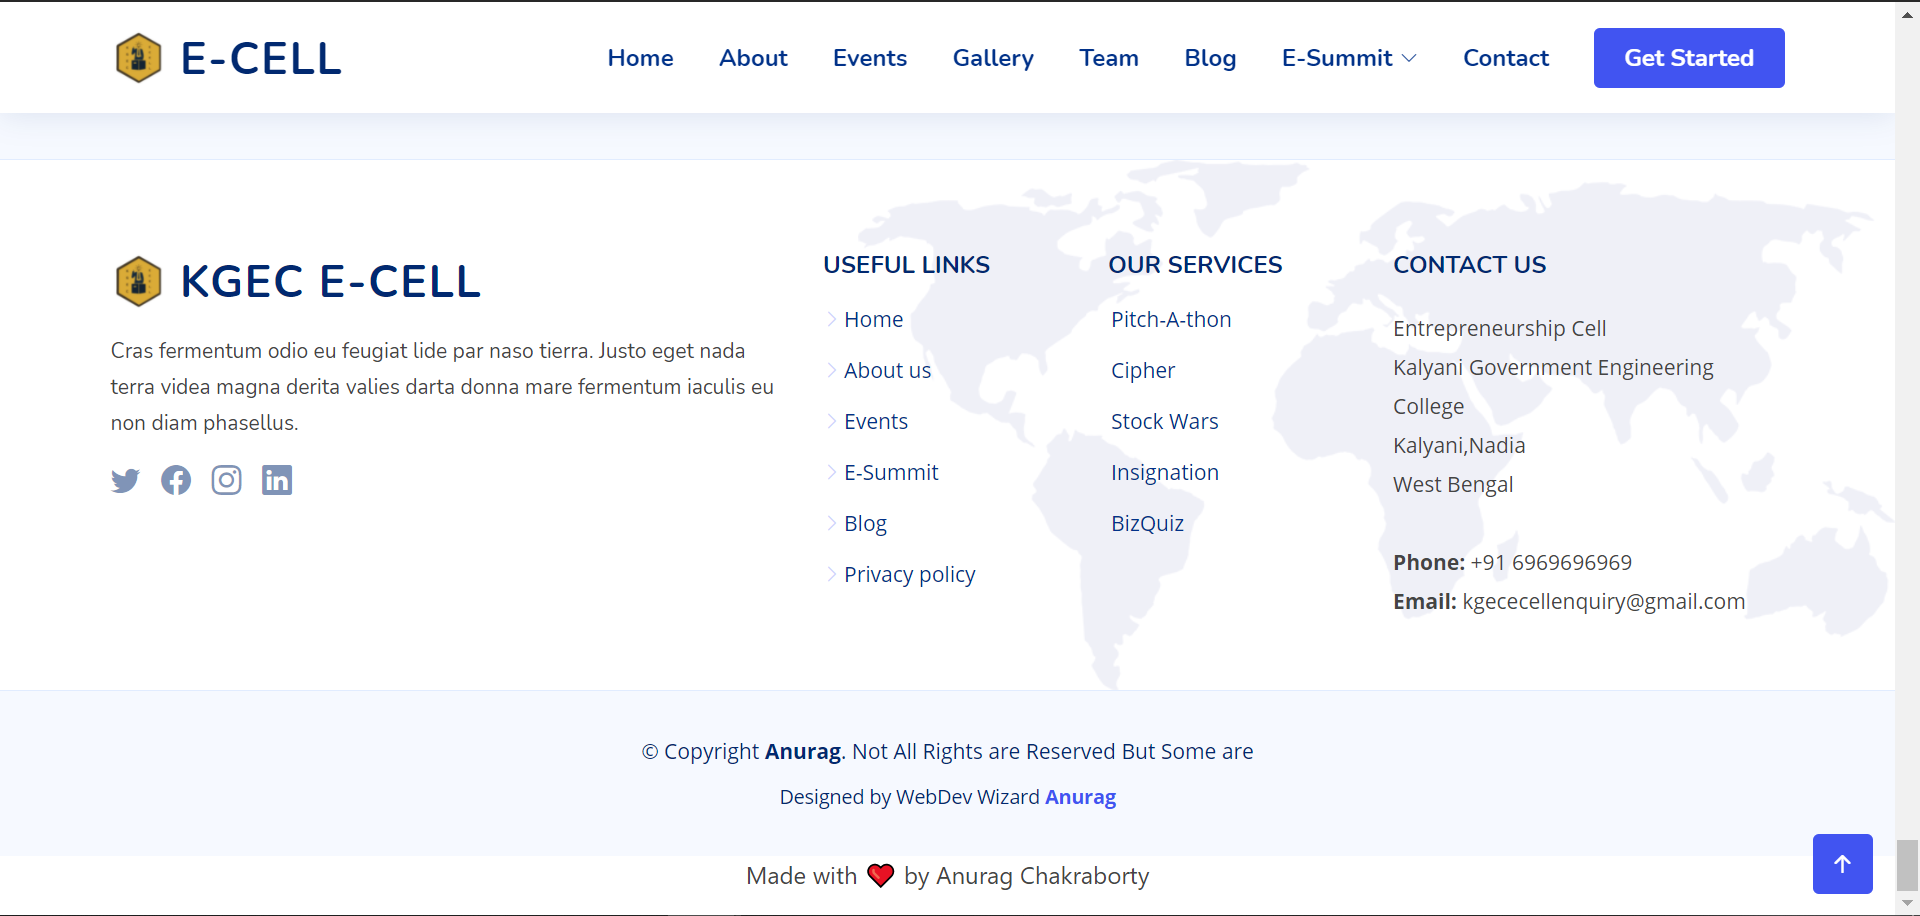 E-CELL
Home About Events Gallery Team Blog E-Summit Contact Get Started
KGEC E-CELL
Cras fermentum odio eu feugiat lide par naso tierra. Justo eget nada
terra videa magna derita valies darta donna mare fermentum iaculis eu
non diam phasellus.
USEFUL LINKS
Home
About us
Events
E-Summit
Blog
Privacy policy
OUR SERVICES
Pitch-A-thon
Cipher
Stock Wars
Insignation
BizQuiz
CONTACT US
Entrepreneurship Cell
Kalyani Government Engineering
College
Kalyani,Nadia
West Bengal
Phone: +91 6969696969
Email: kgececellenquiry@gmail.com
© Copyright Anurag. Not All Rights are Reserved But Some are
Designed by WebDev Wizard Anurag
Made with ❤️ by Anurag Chakraborty